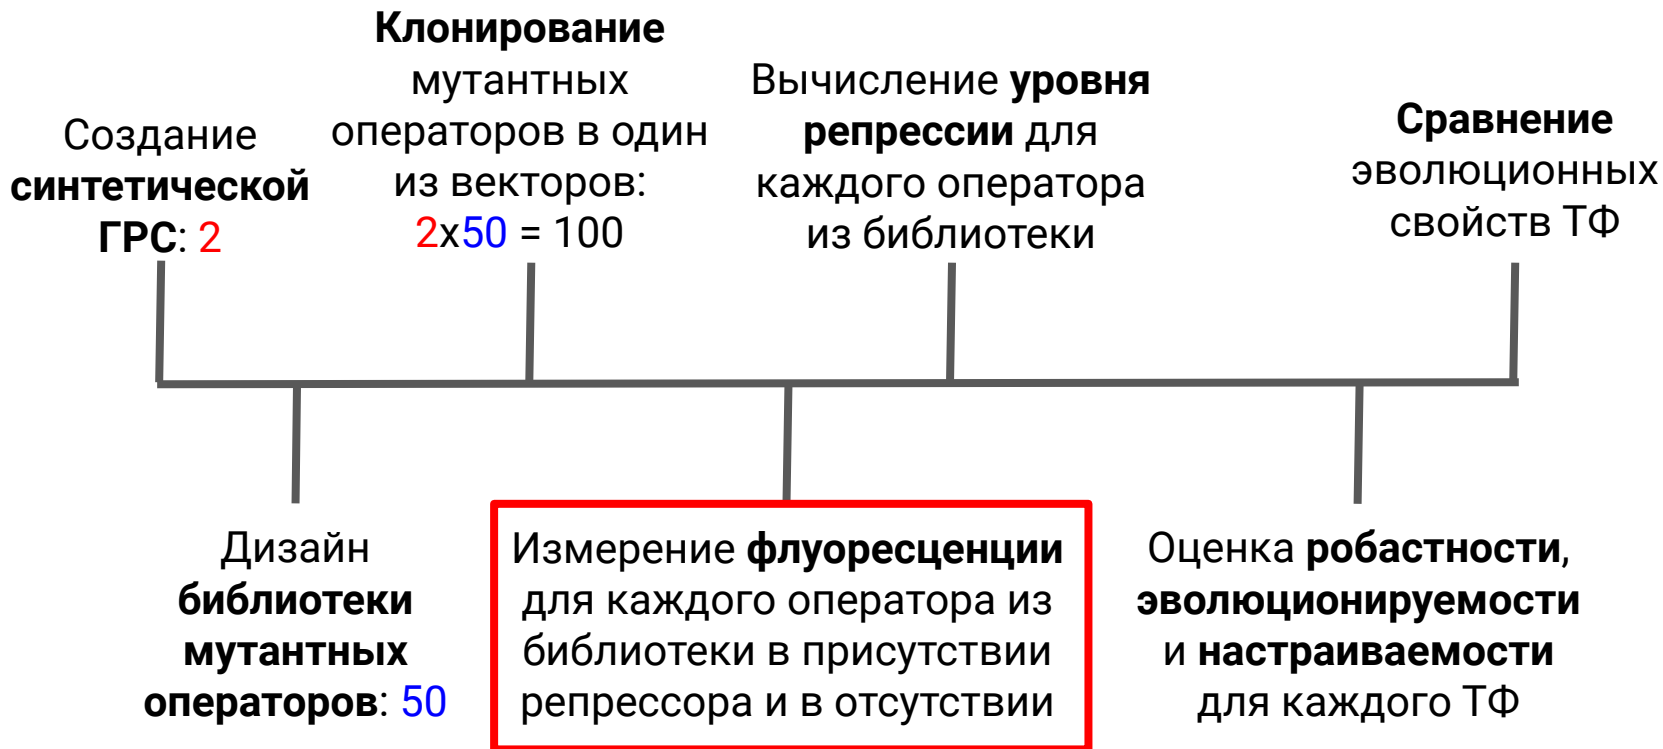 Создание
синтетической
ГРС: 2
Клонирование
мутантных
операторов в один
из векторов:
2x50 = 100
Вычисление уровня
репрессии для
каждого оператора
из библиотеки
Сравнение
эволюционных
свойств ТФ
Дизайн
библиотеки
мутантных
операторов: 50
Измерение флуоресценции
для каждого оператора из
библиотеки в присутствии
репрессора и в отсутствии
Оценка робастности,
эволюционируемости
и настраиваемости
для каждого ТФ